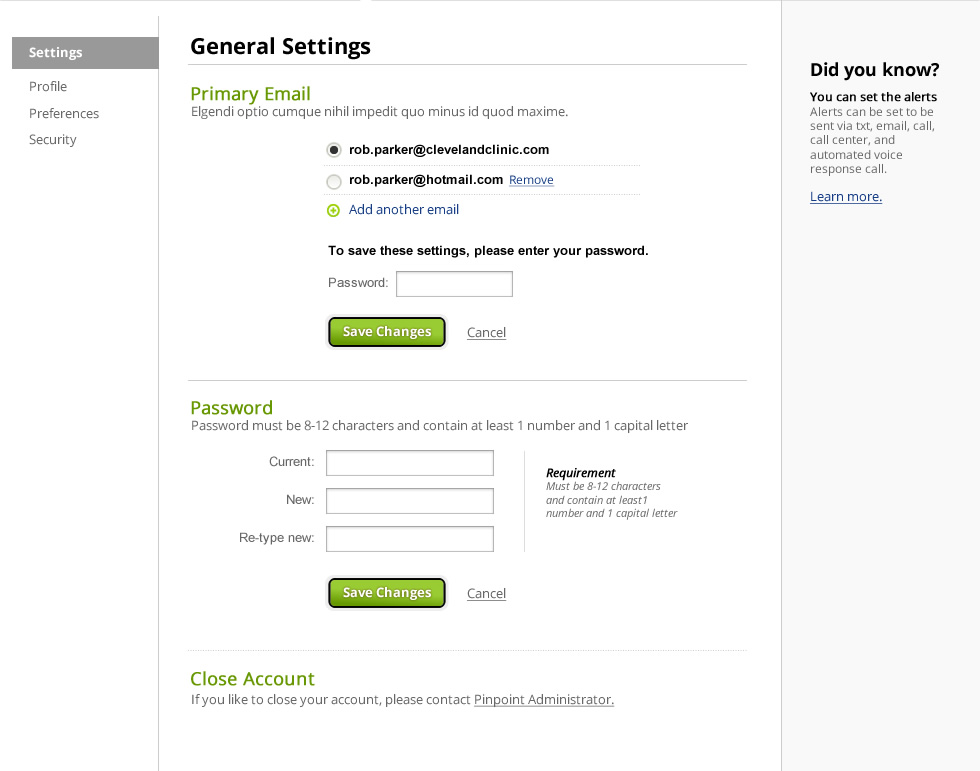 Settings
Profile
Preferences
Security
General Settings
Primary Email
Elgendi optio cumque nihil impedit quo minus id quod maxime.
rob.parker@clevelandclinic.com
rob.parker@hotmail.com Remove
Add another email
To save these settings, please enter your password.
Password:
Save Changes Cancel
Password
Password must be 8-12 characters and contain at least 1 number and 1 capital letter
Current:
New:
Re-type new:
Requirement
Must be 8-12 characters
and contain at least1
number and 1 capital letter
Save Changes Cancel
Close Account
If you like to close your account, please contact Pinpoint Administrator.
Did you know?
You can set the alerts
Alerts can be set to be
sent via txt, email, call,
call center, and
automated voice
response call.
Learn more.